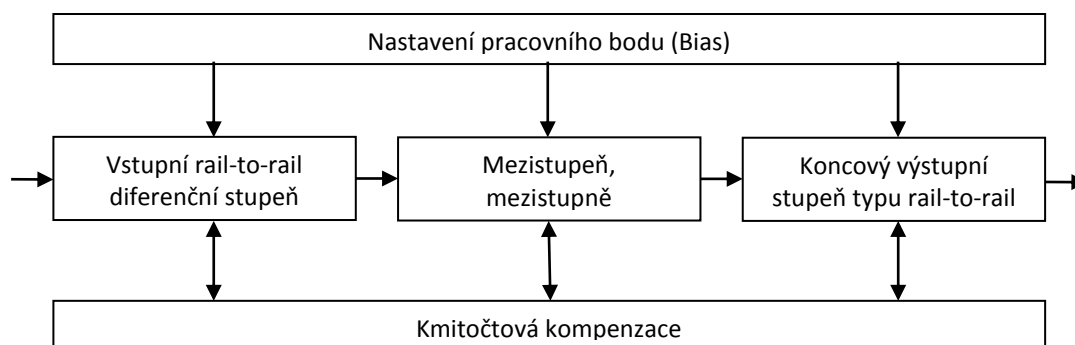 Nastavení pracovního bodu (Bias)
Vstupní rail-to-rail
diferenční stupeň
Mezistupeň,
mezistupně
Koncový výstupní
stupeň typu rail-to-rail
Kmitočtová kompenzace